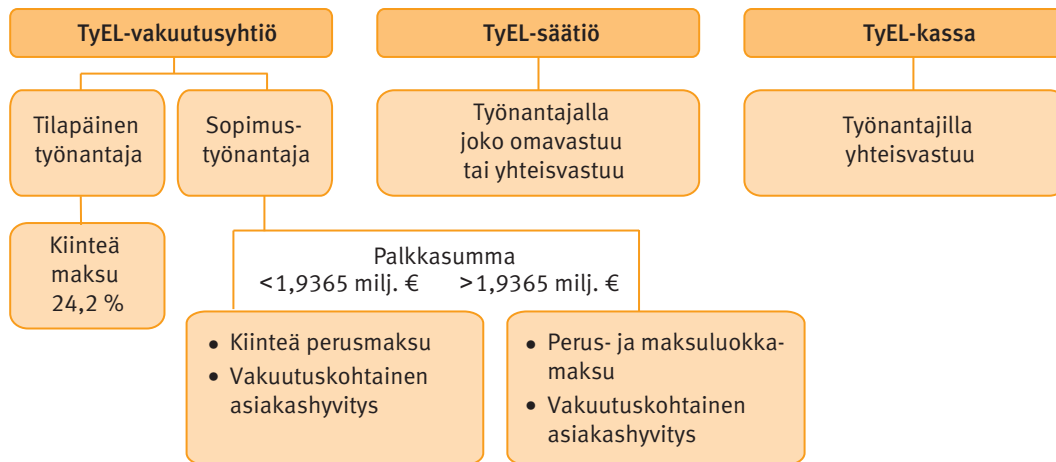 TyEL-vakuutusyhtiö
Tilapäinen
työnantaja
Sopimus-
työnantaja
Kiinteä
maksu
24,2 %
Palkkasumma
<1,9365 milj. € >1,9365 milj. €
• Kiinteä perusmaksu
• Vakuutuskohtainen
asiakashyvitys
• Perus- ja maksuluokka-
maksu
• Vakuutuskohtainen
asiakashyvitys
TyEL-säätiö
Työnantajalla
joko omavastuu
tai yhteisvastuu
TyEL-kassa
Työnantajilla
yhteisvastuu